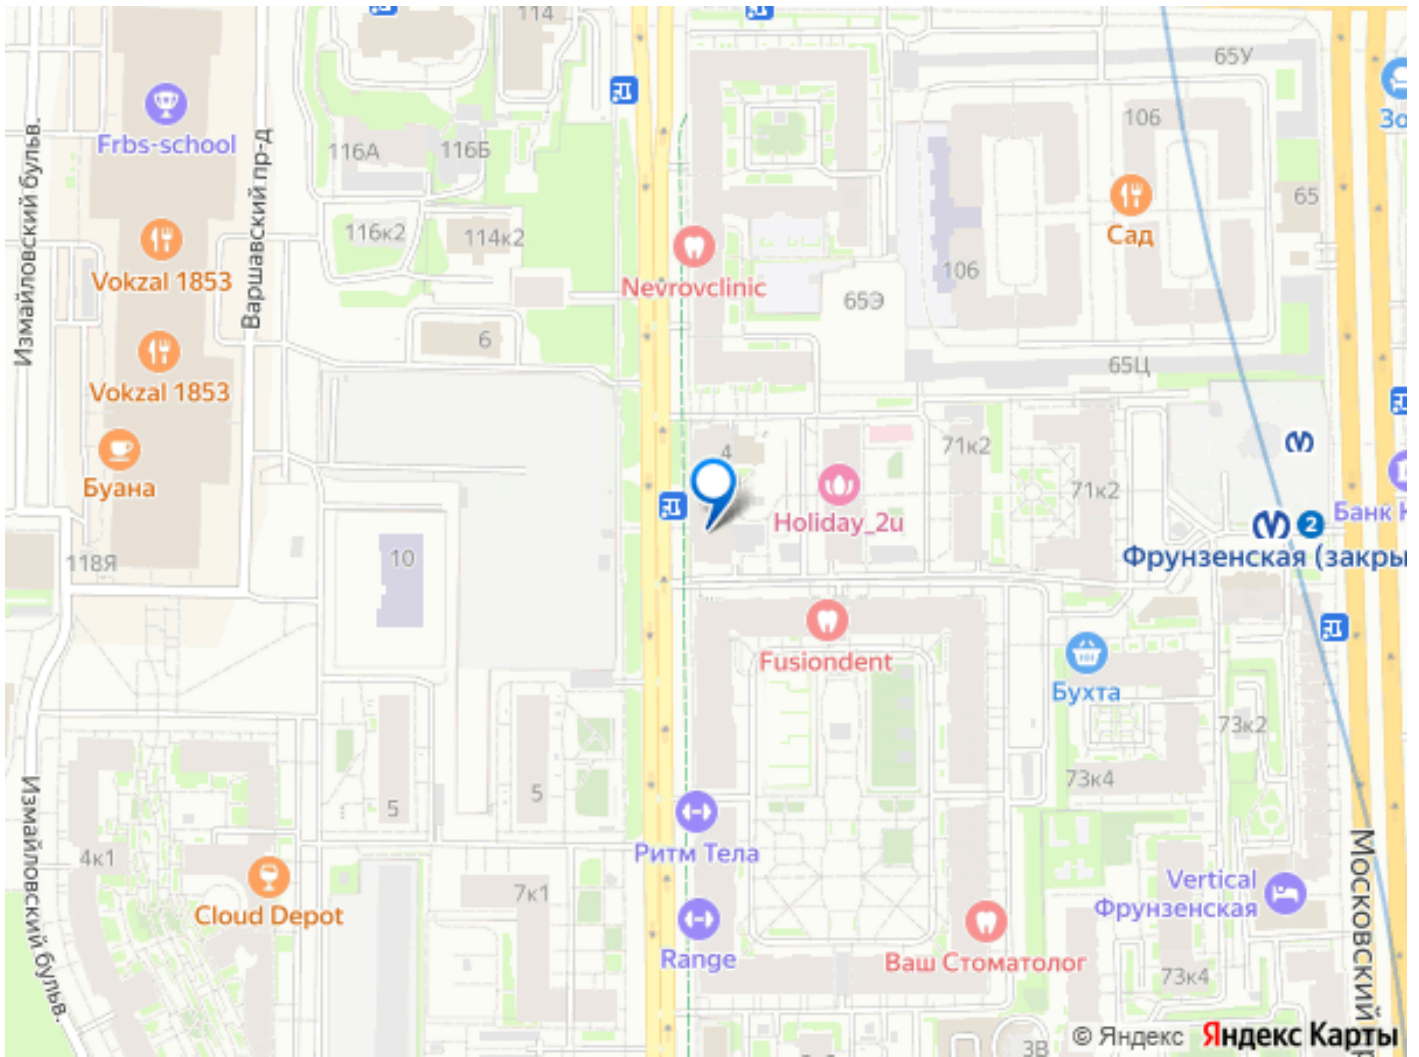 114
65У
Frbs-school
116А
116Б
106
Зо
Измайловский бульв.
Варшавский пр-д
65
116к2
114к2
Сад
Vokzal 1853
Nevrovclinic
106
65Э
6
65Ц
Vokzal 1853
4
71к2
Буана
71к2
Holiday_2u
2
Банк
Фрунзенская (закры
118Я
10
Fusiondent
Бухта
73к2
5
5
73к4
Измайловский бульв.
Ритм Тела
4к1
Московский
7к1
Vertical
Фрунзенская
Cloud Depot
Range
Ваш Стоматолог
73к4
3В
© Яндекс Яндекс Карты